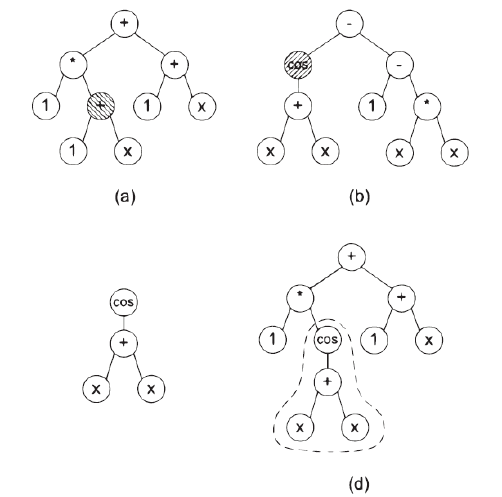 + -
* + cos -
1 + 1 x + 1 *
1 x x x x x
(a) (b)
+
cos * +
+ 1 cos 1 x
x x +
x x
(d)